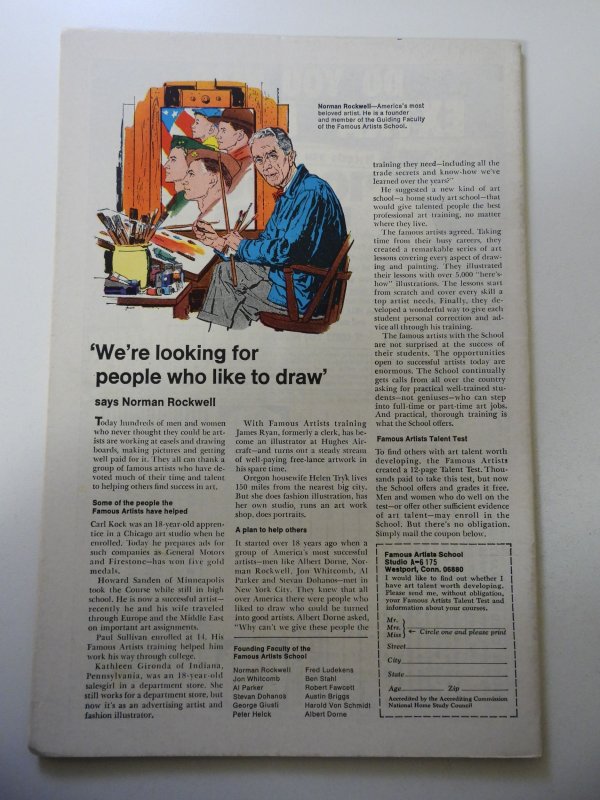 Norman Rockwell—America's most
beloved artist. He is a founder
and member of the Guiding Faculty
of the Famous Artists School.
'We're looking for
people who like to draw'
says Norman Rockwell
Today hundreds of men and women
who never thought they could be art-
ists are working at easels and drawing
boards, making pictures and getting
well paid for it. They all can thank a
group of famous artists who have de-
voted much of their time and talent
to helping others find success in art.
Some of the people the
Famous Artists have helped
Carl Kock was an 18-year-old appren-
tice in a Chicago art studio when he
enrolled. Today he prepares ads for
such companies as General Motors
and Firestone—has won five gold
medals.
Howard Sanden of Minneapolis
took the Course while still in high
school. He is now a successful artist—
recently he and his wife traveled
through Europe and the Middle East
on important art assignments.
Paul Sullivan enrolled at 14. His
Famous Artists training helped him
work his way through college.
Kathleen Gironda of Indiana,
Pennsylvania, was an 18-year-old
salesgirl in a department store. She
still works for a department store, but
now it's as an advertising artist and
fashion illustrator.
With Famous Artists training
James Ryan, formerly a clerk, has be-
come an illustrator at Hughes Air-
craft—and turns out a steady stream
of well-paying free-lance artwork in
his spare time.
Oregon housewife Helen Tryk lives
150 miles from the nearest big city.
But she does fashion illustration, has
her own studio, runs an art work
shop, does portraits.
A plan to help others
It started over 18 years ago when a
group of America's most successful
artists—men like Albert Dorne, Nor-
man Rockwell, Jon Whitcomb, Al
Parker and Stevan Dohanos—met in
New York City. They knew that all
over America there were people who
liked to draw who could be turned
into good artists. Albert Dorne asked,
"Why can't we give these people the
Founding Faculty of the
Famous Artists School
Norman Rockwell
Jon Whitcomb
Al Parker
Stevan Dohanos
George Giusti
Peter Helck
Fred Ludekens
Ben Stahl
Robert Fawcett
Austin Briggs
Harold Von Schmidt
Albert Dorne
training they need—including all the
trade secrets and know-how we've
learned over the years?"
He suggested a new kind of art
school—a home study art school—that
would give talented people the best
professional art training, no matter
where they live.
The famous artists agreed. Taking
time from their busy careers, they
created a remarkable series of art
lessons covering every aspect of draw-
ing and painting. They illustrated
their lessons with over 5,000 "here's-
how" illustrations. The lessons start
from scratch and cover every skill a
top artist needs. Finally, they de-
veloped a wonderful way to give each
student personal correction and ad-
vice all through his training.
The famous artists with the School
are not surprised at the success of
their students. The opportunities
open to successful artists today are
enormous. The School continually
gets calls from all over the country
asking for practical well-trained stu-
dents—not geniuses—who can step
into full-time or part-time art jobs.
And practical, thorough training is
what the School offers.
Famous Artists Talent Test
To find others with art talent worth
developing, the Famous Artists
created a 12-page Talent Test. Thou-
sands paid to take this test, but now
the School offers and grades it free.
Men and women who do well on the
test—or offer other sufficient evidence
of art talent—may enroll in the
School. But there's no obligation.
Simply mail the coupon below.
Famous Artists School
Studio A-6175
Westport, Conn. 06880
I would like to find out whether I
have art talent worth developing.
Please send me, without obligation,
your Famous Artists Talent Test and
information about your courses.
Mr.
Mrs.
Miss
← Circle one and please print
Street
City
State
Age Zip
Accredited by the Accrediting Commission
National Home Study Council